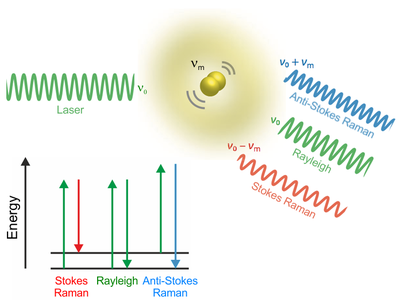 ν₀ + νₘ
νₘ
Anti-Stokes Raman
ν₀
Laser
ν₀
Rayleigh
ν₀ − νₘ
Stokes Raman
Energy
Stokes Raman
Rayleigh
Anti-Stokes Raman